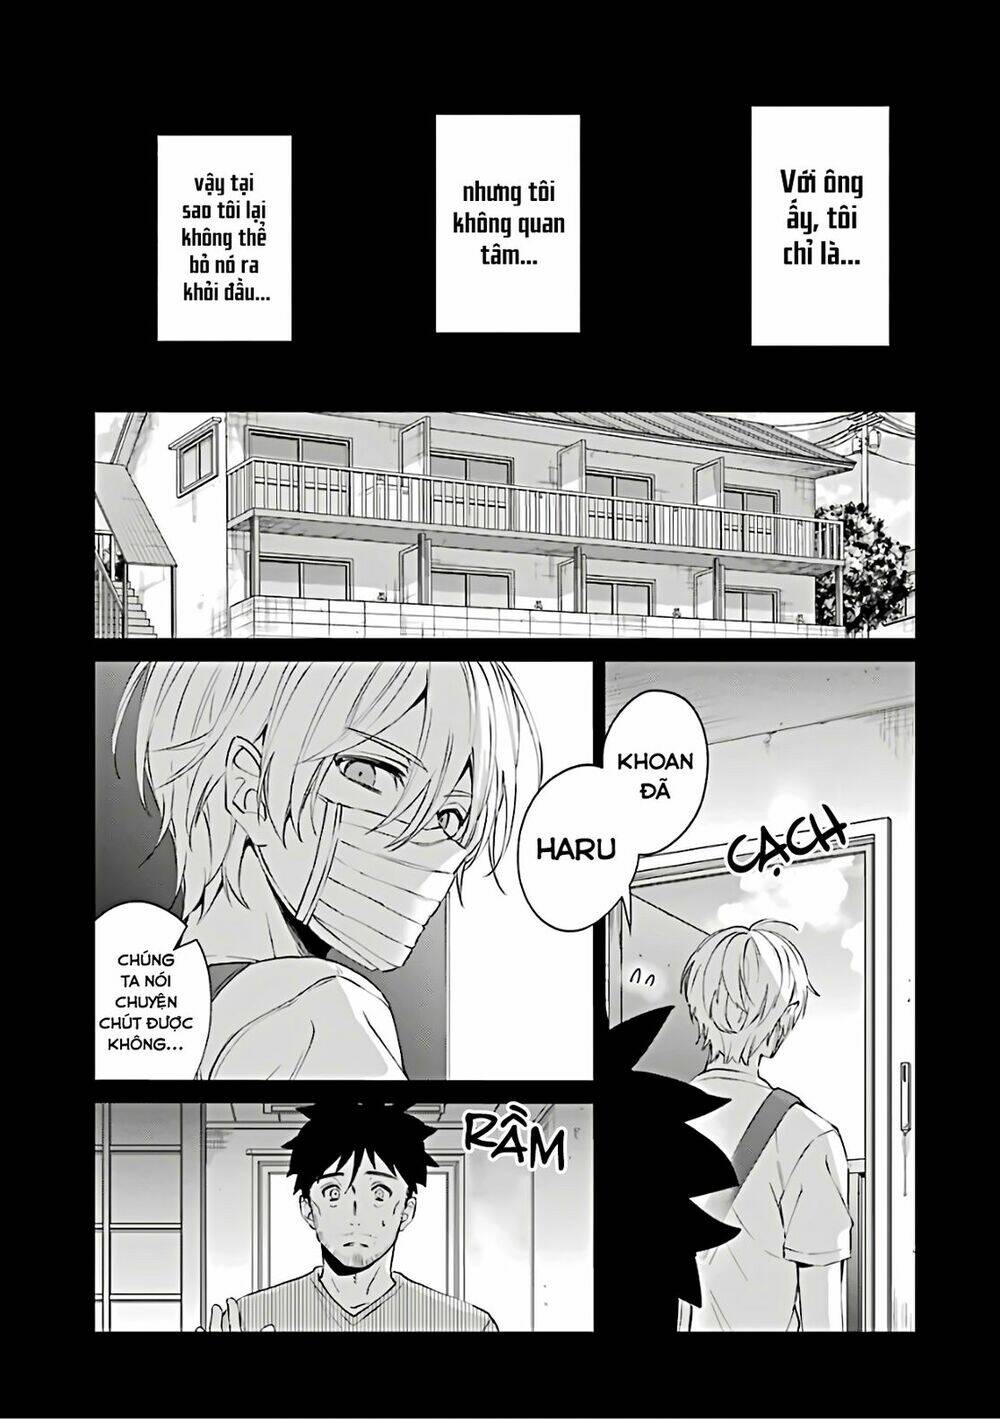 Với ông
ấy, tôi
chỉ là...
nhưng tôi
không quan
tâm...
vậy tại
sao tôi lại
không thể
bỏ nó ra
khỏi đầu...
KHOAN
ĐÃ
HARU
CẠCH
CHÚNG
TA NÓI
CHUYỆN
CHÚT ĐƯỢC
KHÔNG...
RẦM